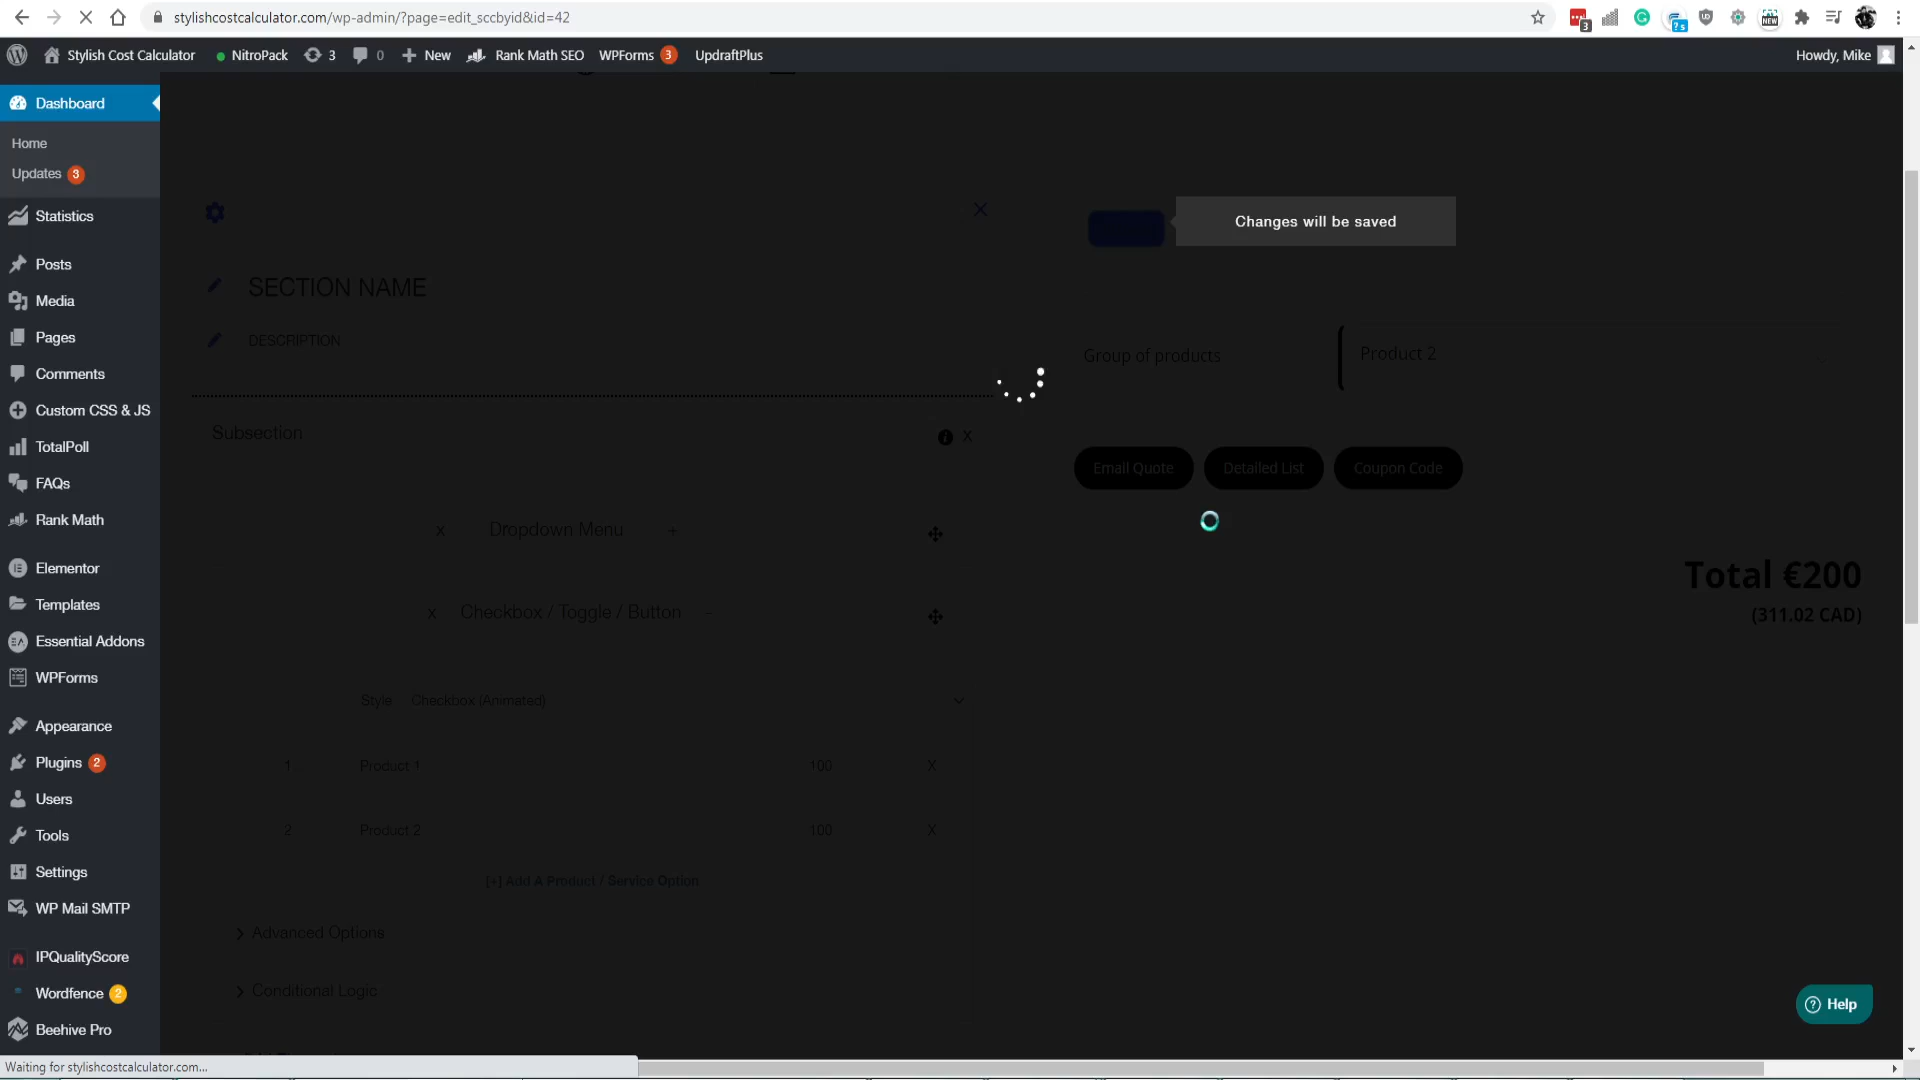 stylishcostcalculator.com/wp-admin/?page=edit_sccbyid&id=42
3
Stylish Cost Calculator
NitroPack
3
0
New
Rank Math SEO
WPForms 3
UpdraftPlus
Howdy, Mike
Dashboard
Home
Updates 3
Statistics
Posts
Media
Pages
Comments
Custom CSS & JS
TotalPoll
FAQs
Rank Math
Elementor
Templates
Essential Addons
WPForms
Appearance
Plugins 2
Users
Tools
Settings
WP Mail SMTP
IPQualityScore
Wordfence 2
Beehive Pro
SECTION NAME
DESCRIPTION
Subsection
X
X Dropdown Menu +
X Checkbox / Toggle / Button -
Style Checkbox (Animated)
1 Product 1 100 X
2 Product 2 100 X
[+] Add A Product / Service Option
Advanced Options
Conditional Logic
Changes will be saved
Group of products
Product 2
Email Quote
Detailed List
Coupon Code
Total €200
(311.02 CAD)
Help
Waiting for stylishcostcalculator.com...